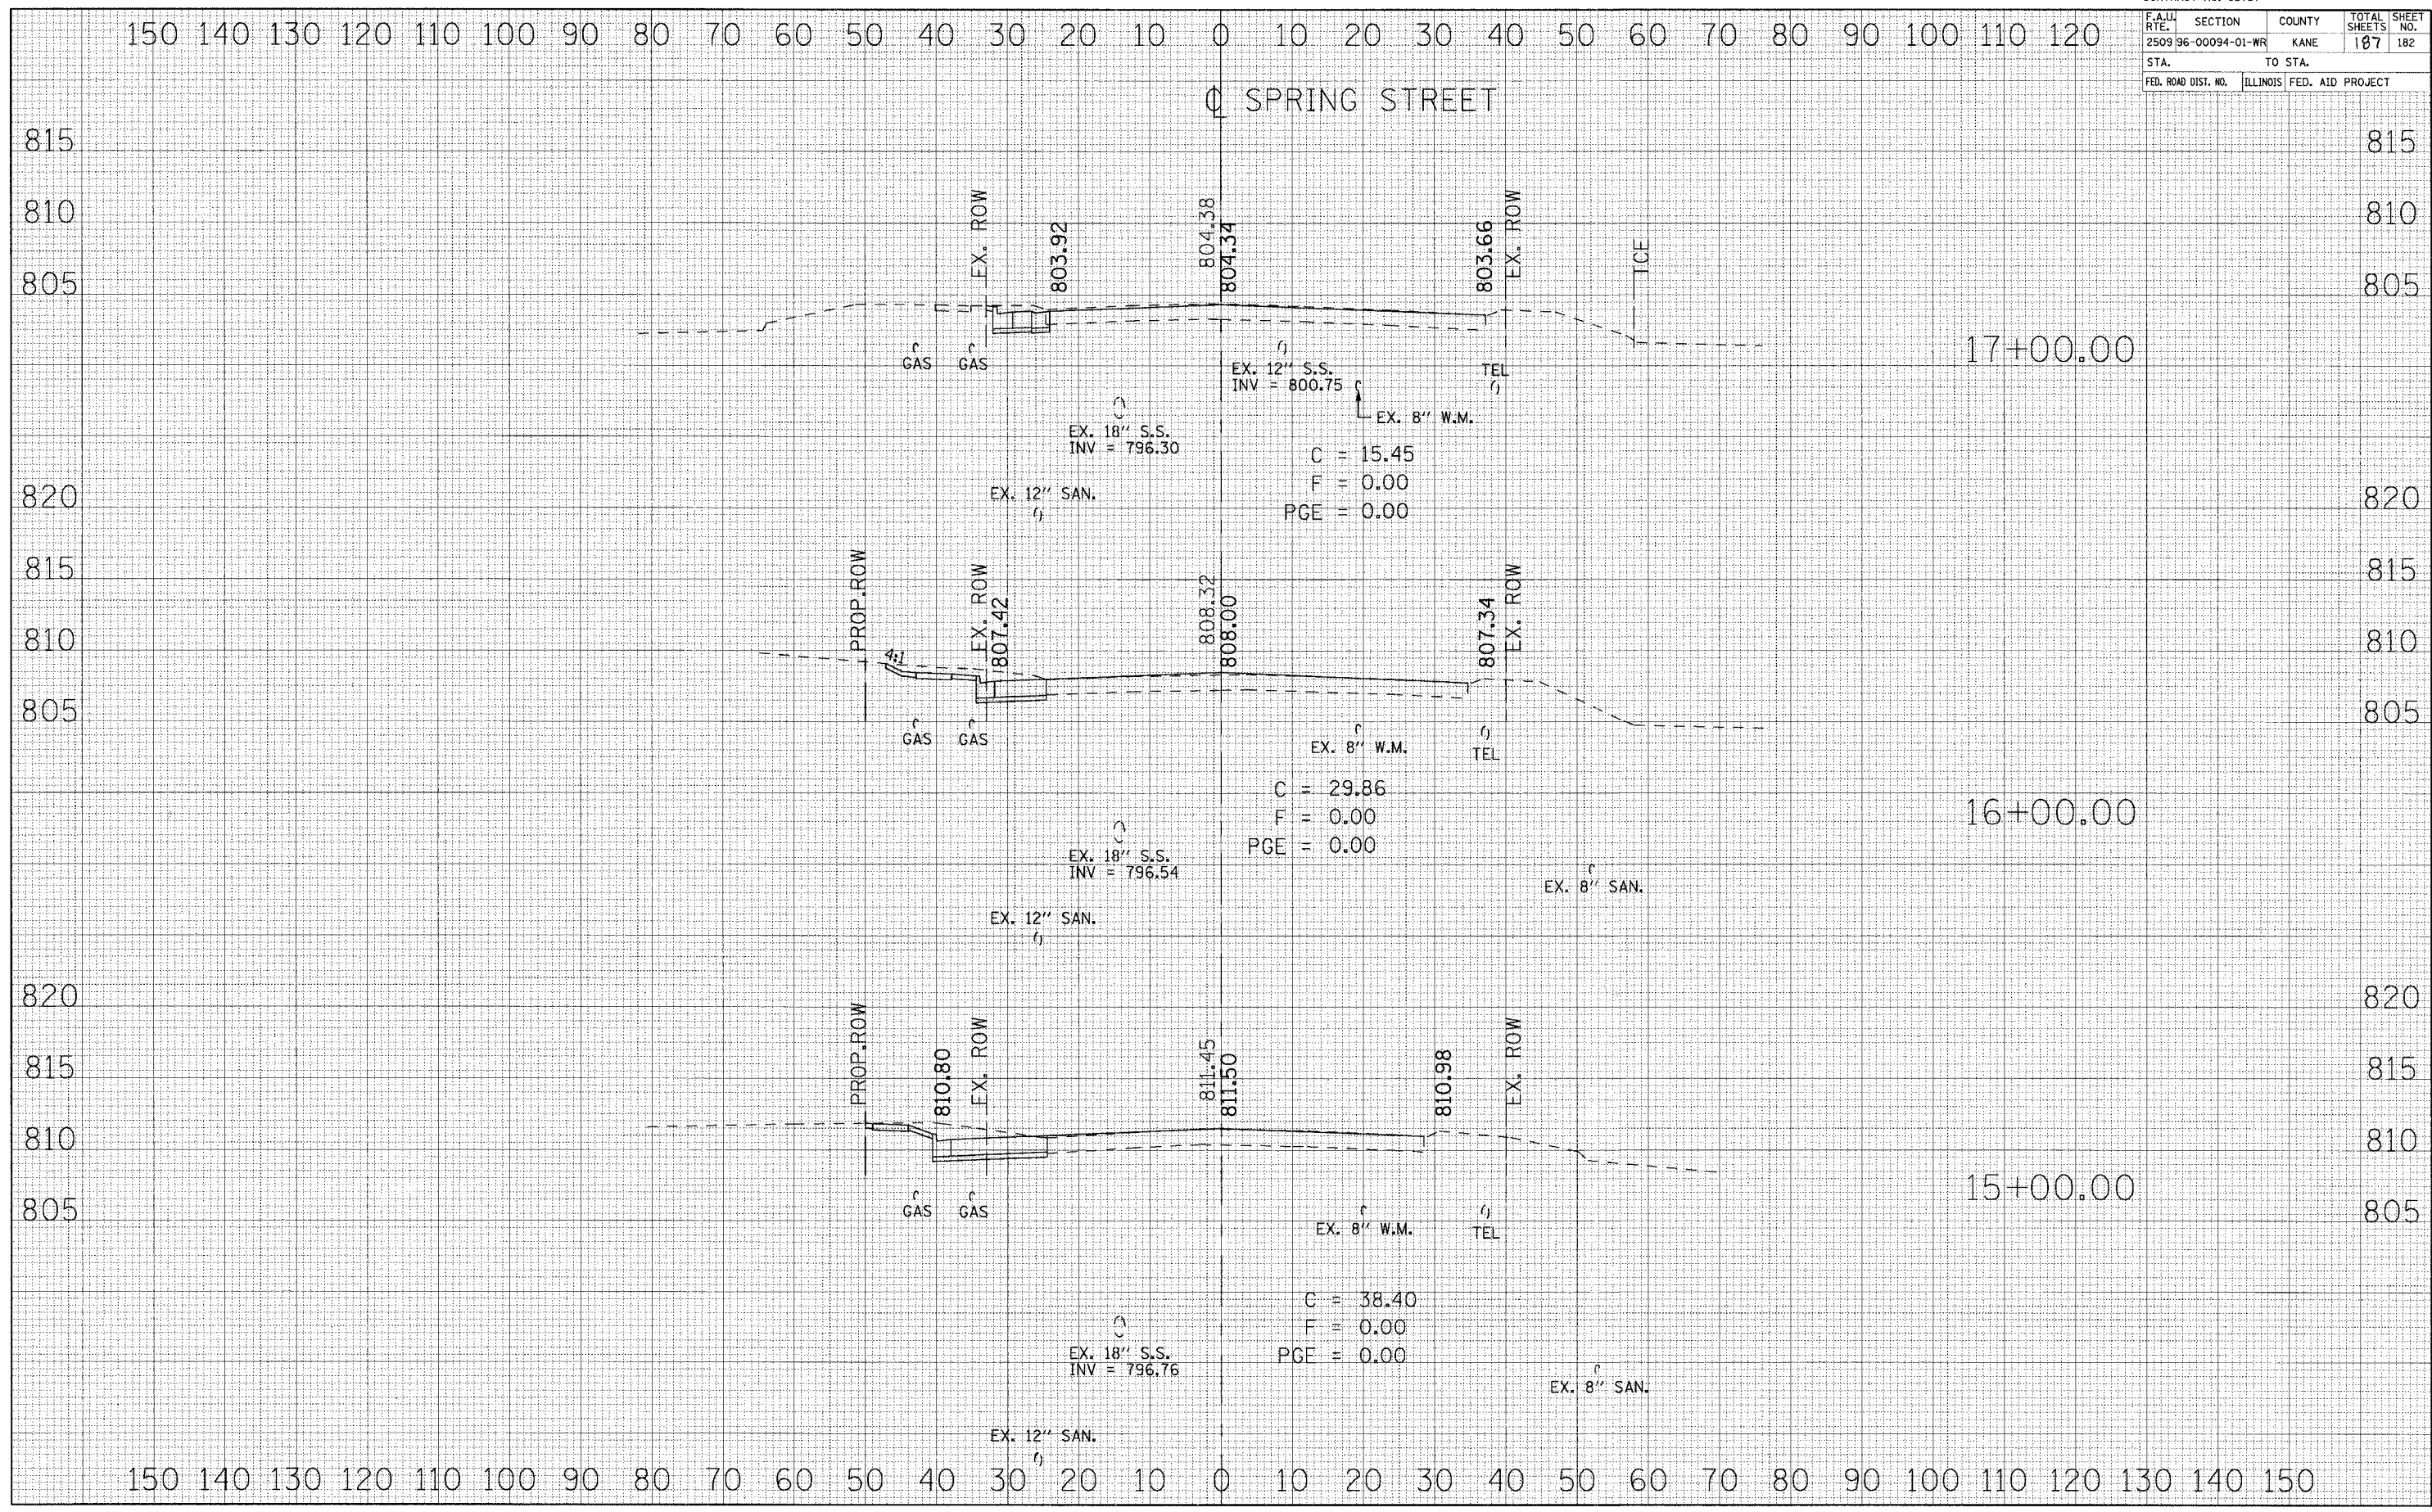 150 140 130 120 110 100 90 80 70 60 50 40 30 20 10 0 10 20 30 40 50 60 70 80 90 100 110 120
F.A.U. RTE. SECTION COUNTY TOTAL SHEETS SHEET NO.
2509 96-00094-01-WR KANE 187 182
STA. TO STA.
FED. ROAD DIST. NO. ILLINOIS FED. AID PROJECT
℄ SPRING STREET
815 815
810 810
805 805
EX. ROW
803.92
804.38
804.34
803.66
EX. ROW
TCE
17+00.00
GAS GAS
EX. 12" S.S.
INV = 800.75
TEL
EX. 8" W.M.
EX. 18" S.S.
INV = 796.30
C = 15.45
F = 0.00
PGE = 0.00
EX. 12" SAN.
820 820
815 815
810 810
805 805
PROP.ROW
EX. ROW
807.42
808.32
808.00
807.34
EX. ROW
4:1
GAS GAS
EX. 8" W.M.
TEL
C = 29.86
F = 0.00
PGE = 0.00
16+00.00
EX. 18" S.S.
INV = 796.54
EX. 8" SAN.
EX. 12" SAN.
820 820
815 815
810 810
805 805
PROP.ROW
810.80
EX. ROW
811.45
811.50
810.98
EX. ROW
15+00.00
GAS GAS
EX. 8" W.M.
TEL
C = 38.40
F = 0.00
PGE = 0.00
EX. 18" S.S.
INV = 796.76
EX. 8" SAN.
EX. 12" SAN.
150 140 130 120 110 100 90 80 70 60 50 40 30 20 10 0 10 20 30 40 50 60 70 80 90 100 110 120 130 140 150